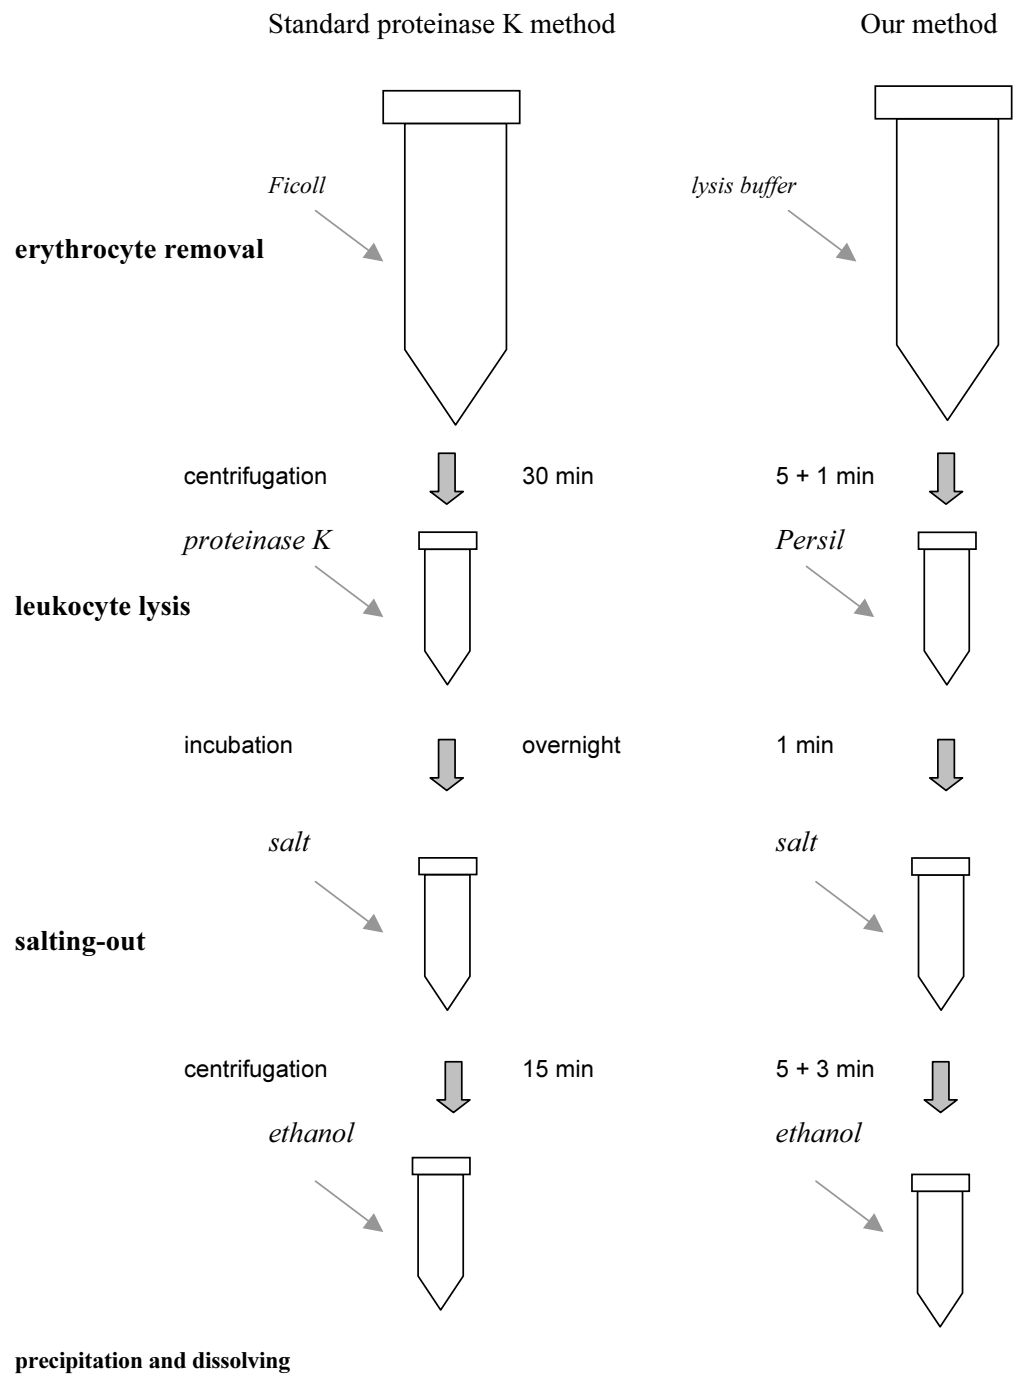 Standard proteinase K method
Our method
Ficoll
lysis buffer
erythrocyte removal
centrifugation
30 min
5 + 1 min
proteinase K
Persil
leukocyte lysis
incubation
overnight
1 min
salt
salt
salting-out
centrifugation
15 min
5 + 3 min
ethanol
ethanol
precipitation and dissolving